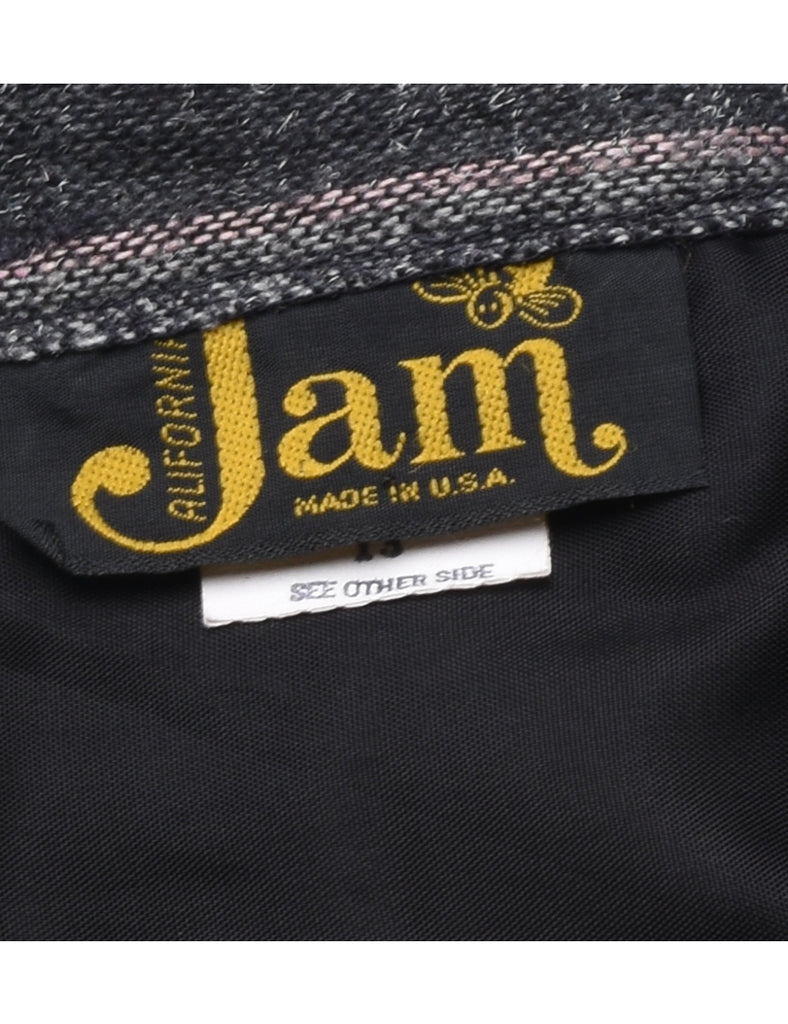 ALIFORNI
Jam
MADE IN U.S.A.
SEE OTHER SIDE